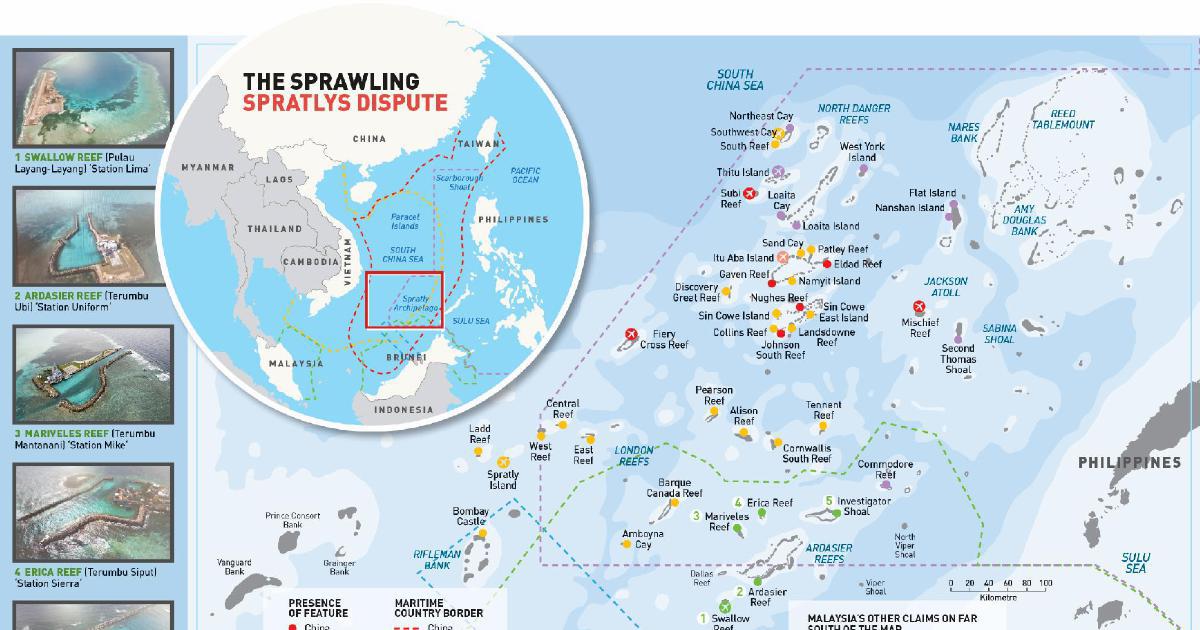 THE SPRAWLING
SPRATLYS DISPUTE
CHINA
TAIWAN
MYANMAR
LAOS
Scarborough
Shoal
PACIFIC
OCEAN
Paracel
Islands
PHILIPPINES
THAILAND
VIETNAM
SOUTH
CHINA SEA
CAMBODIA
Spratly
Archipelago
SULU SEA
MALAYSIA
BRUNEI
INDONESIA
1 SWALLOW REEF (Pulau
Layang-Layang) ‘Station Lima’
2 ARDASIER REEF (Terumbu
Ubi) ‘Station Uniform’
3 MARIVELES REEF (Terumbu
Mantanani) ‘Station Mike’
4 ERICA REEF (Terumbu Siput)
‘Station Sierra’
SOUTH
CHINA SEA
Northeast Cay
Southwest Cay
South Reef
NORTH DANGER
REEFS
West York
Island
NARES
BANK
REED
TABLEMOUNT
Thitu Island
Subi
Reef
Loaita
Cay
Loaita Island
Flat Island
Nanshan Island
AMY
DOUGLAS
BANK
Sand Cay
Patley Reef
Itu Aba Island
Eldad Reef
Gaven Reef
Namyit Island
Discovery
Great Reef
Nughes Reef
Sin Cowe
East Island
Sin Cowe Island
Collins Reef
Landsdowne
Reef
Johnson
South Reef
JACKSON
ATOLL
Mischief
Reef
SABINA
SHOAL
Second
Thomas
Shoal
Fiery
Cross Reef
Pearson
Reef
Alison
Reef
Tennent
Reef
Cornwallis
South Reef
Central
Reef
Ladd
Reef
West
Reef
East
Reef
LONDON
REEFS
Spratly
Island
Commodore
Reef
PHILIPPINES
Barque
Canada Reef
4 Erica Reef
5 Investigator
Shoal
3 Mariveles
Reef
Prince Consort
Bank
Bombay
Castle
Amboyna
Cay
North
Viper
Shoal
ARDASIER
REEFS
SULU
SEA
Vanguard
Bank
Grainger
Bank
RIFLEMAN
BANK
Dallas
Reef
2 Ardasier
Reef
Viper
Shoal
0 20 40 60 80 100
Kilometre
1 Swallow
Reef
PRESENCE
OF FEATURE
China
MARITIME
COUNTRY BORDER
China
MALAYSIA'S OTHER CLAIMS ON FAR
SOUTH OF THE MAP